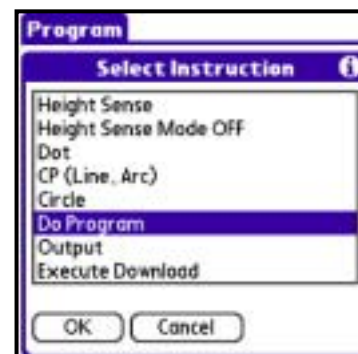 Program
Select Instruction
Height Sense
Height Sense Mode OFF
Dot
CP (Line, Arc)
Circle
Do Program
Output
Execute Download
OK Cancel